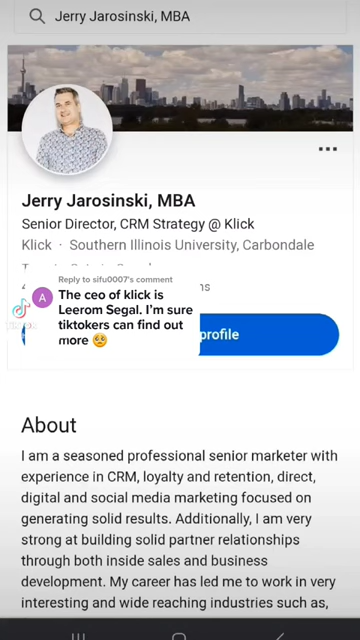 Jerry Jarosinski, MBA
Jerry Jarosinski, MBA
Senior Director, CRM Strategy @ Klick
Klick · Southern Illinois University, Carbondale
Reply to sifu0007's comment
A
The ceo of klick is
Leerom Segal. I'm sure
tiktokers can find out
more 🥺
profile
About
I am a seasoned professional senior marketer with
experience in CRM, loyalty and retention, direct,
digital and social media marketing focused on
generating solid results. Additionally, I am very
strong at building solid partner relationships
through both inside sales and business
development. My career has led me to work in very
interesting and wide reaching industries such as,